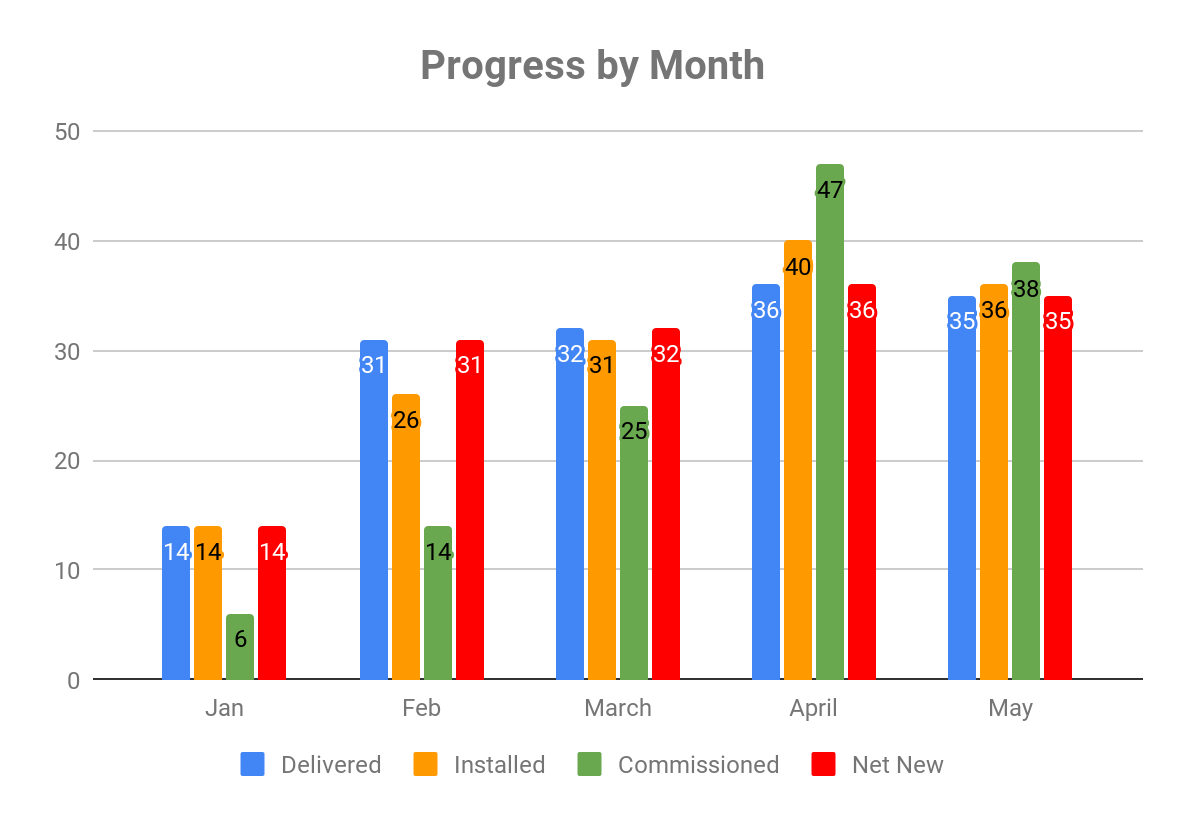 Progress by Month
50
40
30
20
10
0
14 14 6 14
31 26 14 31
32 31 25 32
36 40 47 36
35 36 38 35
Jan Feb March April May
Delivered Installed Commissioned Net New